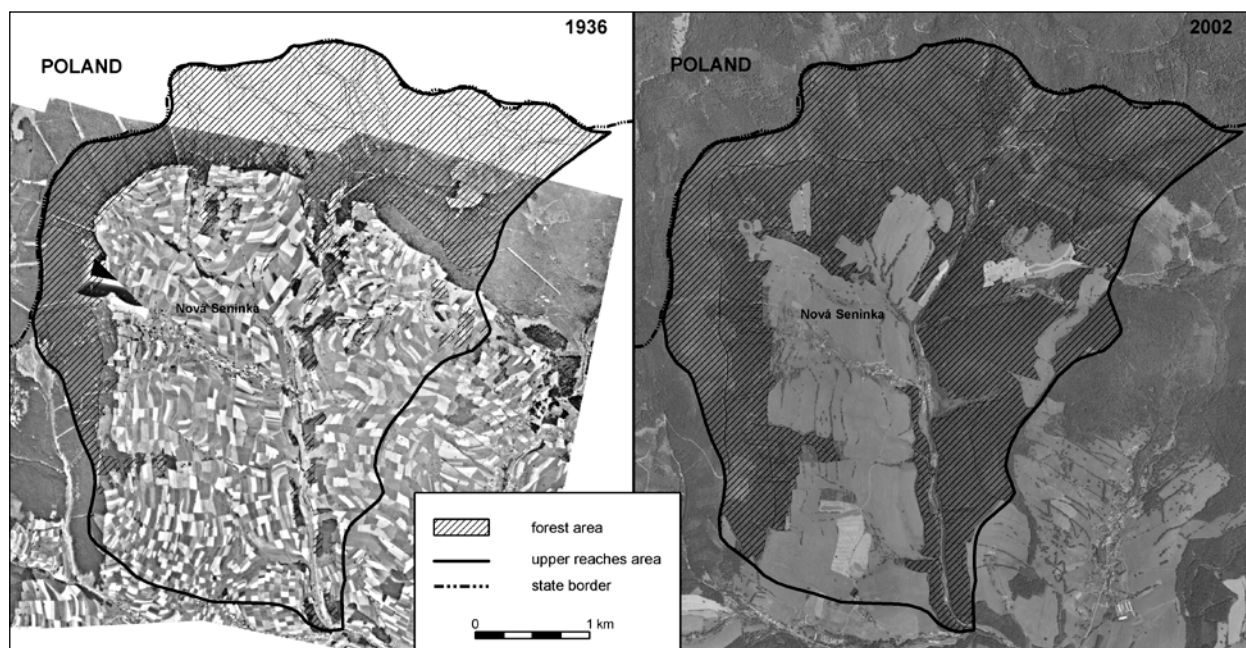 1936
POLAND
Nová Seninka
2002
POLAND
Nová Seninka
forest area
upper reaches area
state border
0 1 km